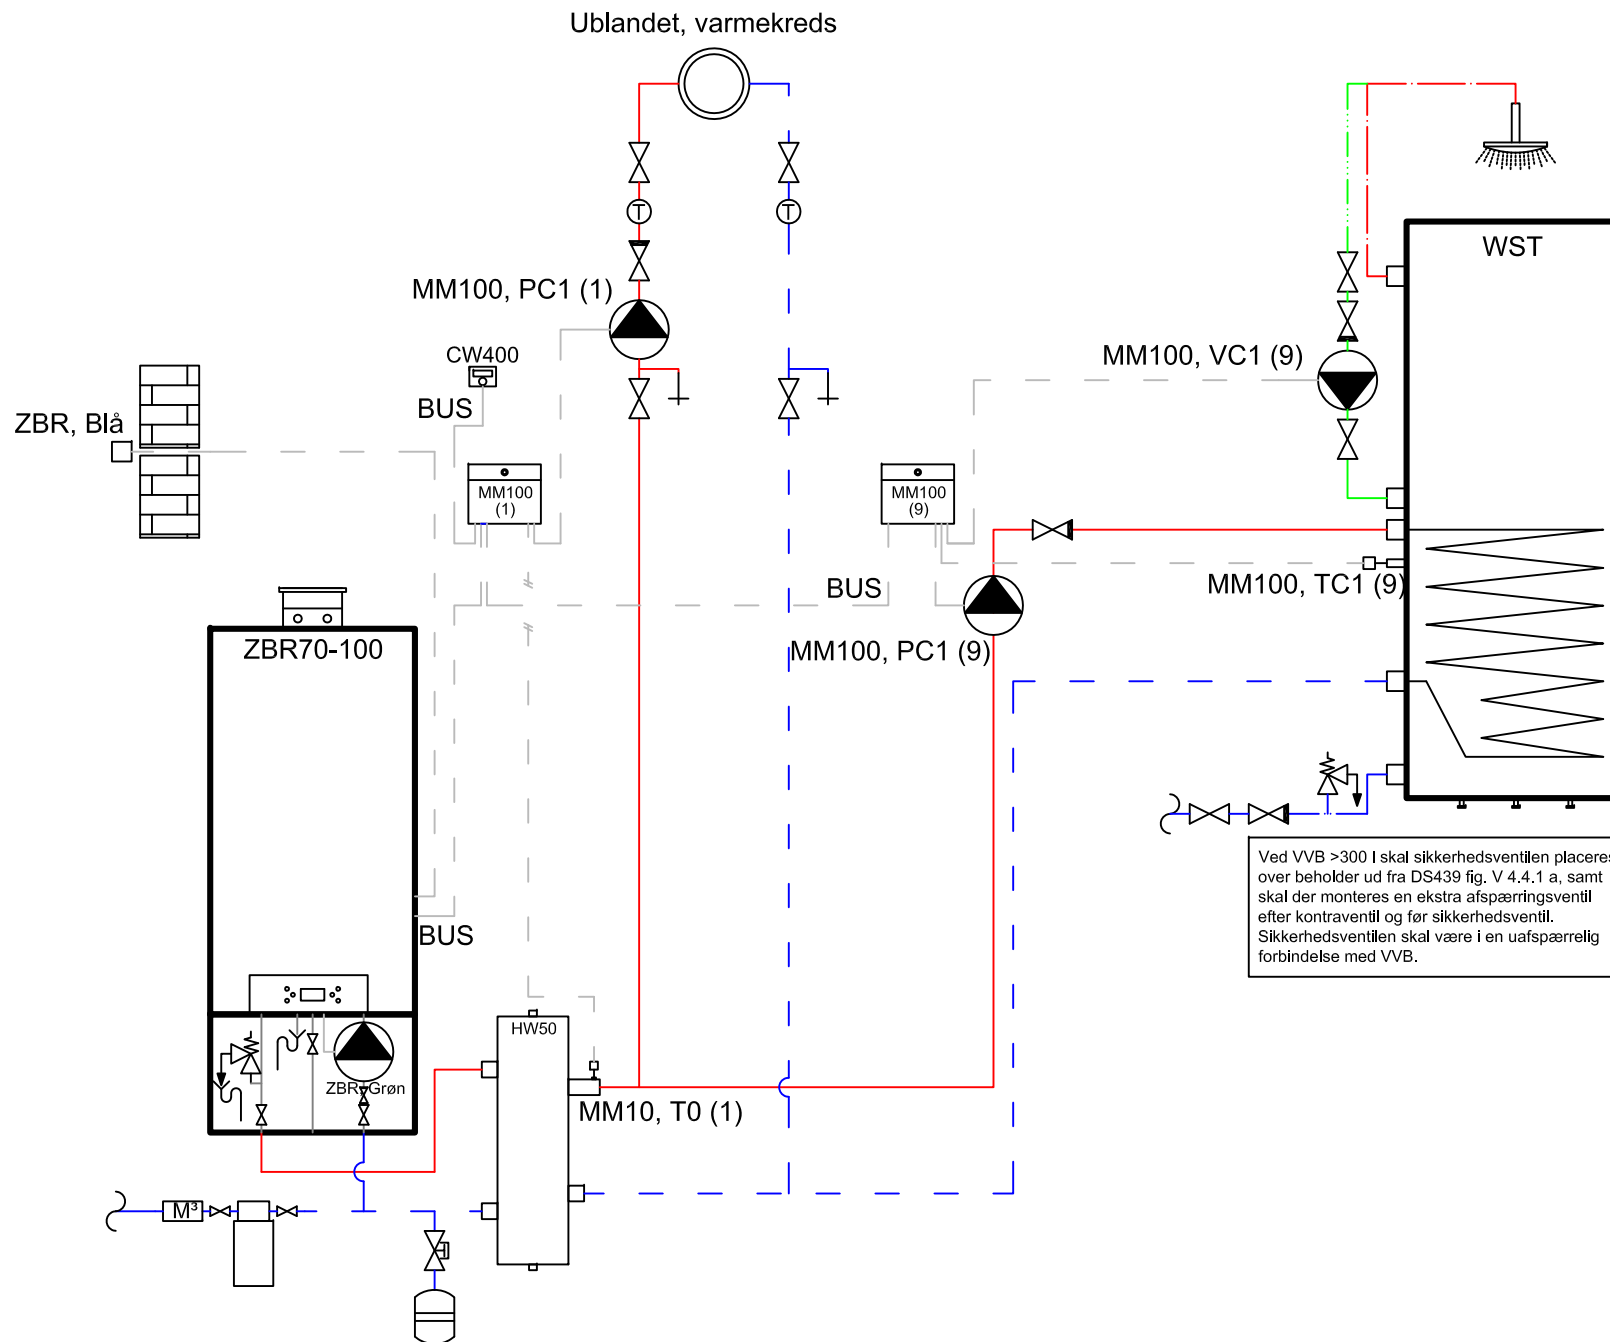 Ublandet, varmekreds
T
T
WST
MM100, PC1 (1)
CW400
MM100, VC1 (9)
BUS
ZBR, Blå
MM100
(1)
MM100
(9)
BUS
MM100, TC1 (9)
ZBR70-100
MM100, PC1 (9)
Ved VVB >300 l skal sikkerhedsventilen placeres
over beholder ud fra DS439 fig. V 4.4.1 a, samt
skal der monteres en ekstra afspærringsventil
efter kontraventil og før sikkerhedsventil.
Sikkerhedsventilen skal være i en uafspærrelig
forbindelse med VVB.
BUS
HW50
ZBR, Grøn
MM10, T0 (1)
M³